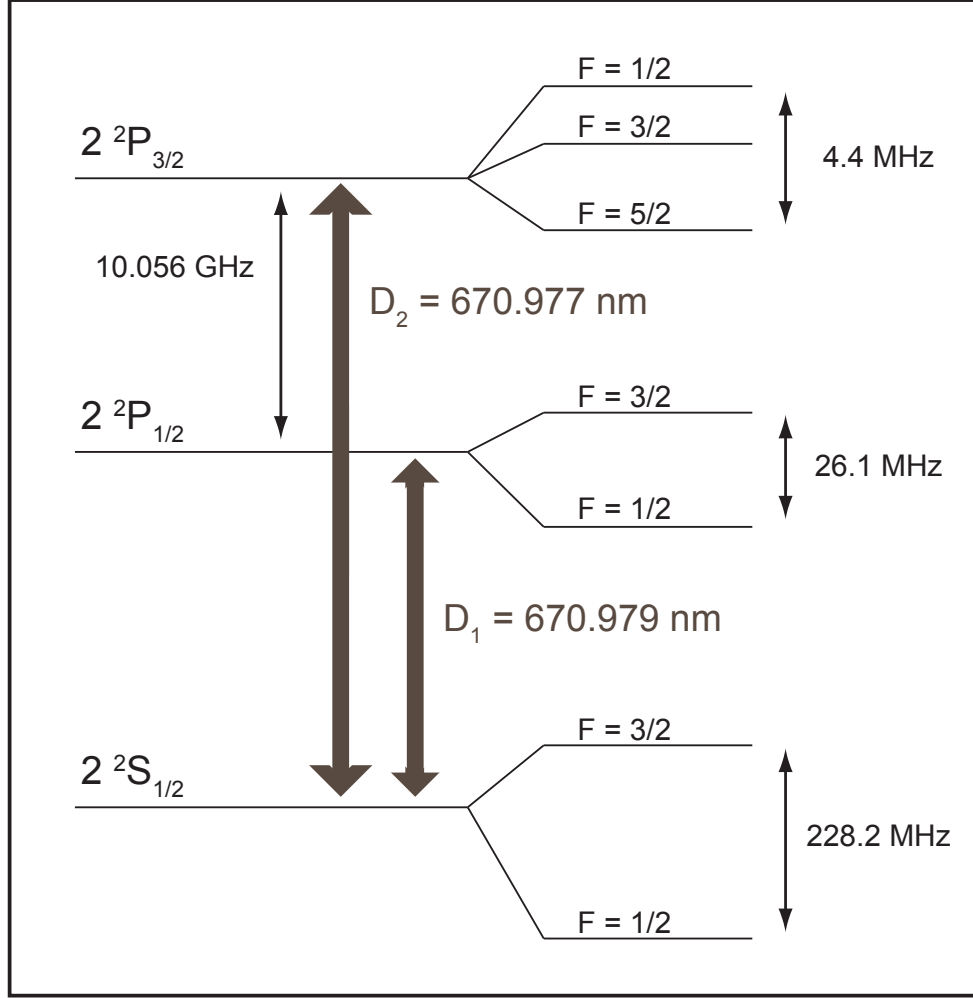 F = 1/2
2 ²P₃/₂
F = 3/2
4.4 MHz
F = 5/2
10.056 GHz
D₂ = 670.977 nm
2 ²P₁/₂
F = 3/2
26.1 MHz
F = 1/2
D₁ = 670.979 nm
F = 3/2
2 ²S₁/₂
228.2 MHz
F = 1/2